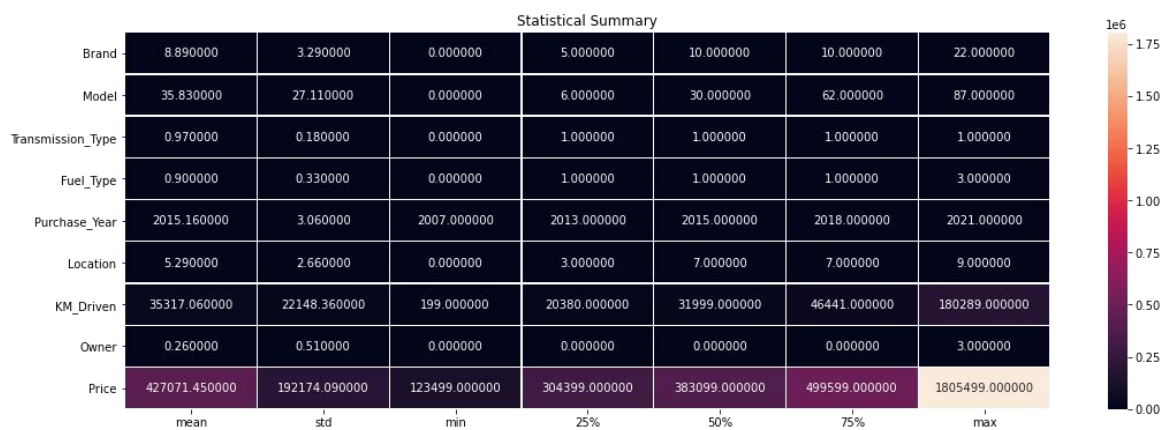 Statistical Summary
1e6
Brand 8.890000 3.290000 0.000000 5.000000 10.000000 10.000000 22.000000
Model 35.830000 27.110000 0.000000 6.000000 30.000000 62.000000 87.000000
Transmission_Type 0.970000 0.180000 0.000000 1.000000 1.000000 1.000000 1.000000
Fuel_Type 0.900000 0.330000 0.000000 1.000000 1.000000 1.000000 3.000000
Purchase_Year 2015.160000 3.060000 2007.000000 2013.000000 2015.000000 2018.000000 2021.000000
Location 5.290000 2.660000 0.000000 3.000000 7.000000 7.000000 9.000000
KM_Driven 35317.060000 22148.360000 199.000000 20380.000000 31999.000000 46441.000000 180289.000000
Owner 0.260000 0.510000 0.000000 0.000000 0.000000 0.000000 3.000000
Price 427071.450000 192174.090000 123499.000000 304399.000000 383099.000000 499599.000000 1805499.000000
mean std min 25% 50% 75% max
1.75
1.50
1.25
1.00
0.75
0.50
0.25
0.00